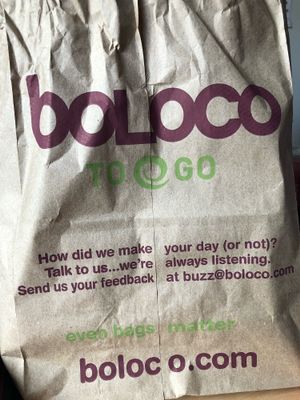 boloco
TO GO
How did we make your day (or not)?
Talk to us...we're always listening.
Send us your feedback at buzz@boloco.com
even bags matter
boloco.com